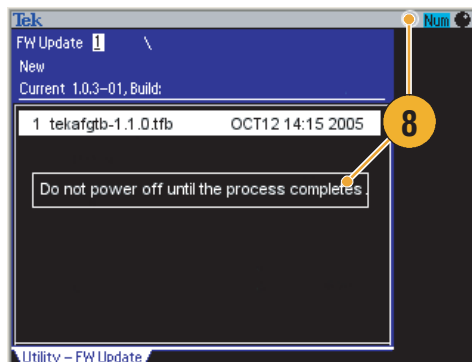 Tek
Num
FW Update 1 \
New
Current 1.0.3-01, Build:
1 tekafgtb-1.1.0.tfb OCT12 14:15 2005
8
Do not power off until the process completes.
Utility - FW Update